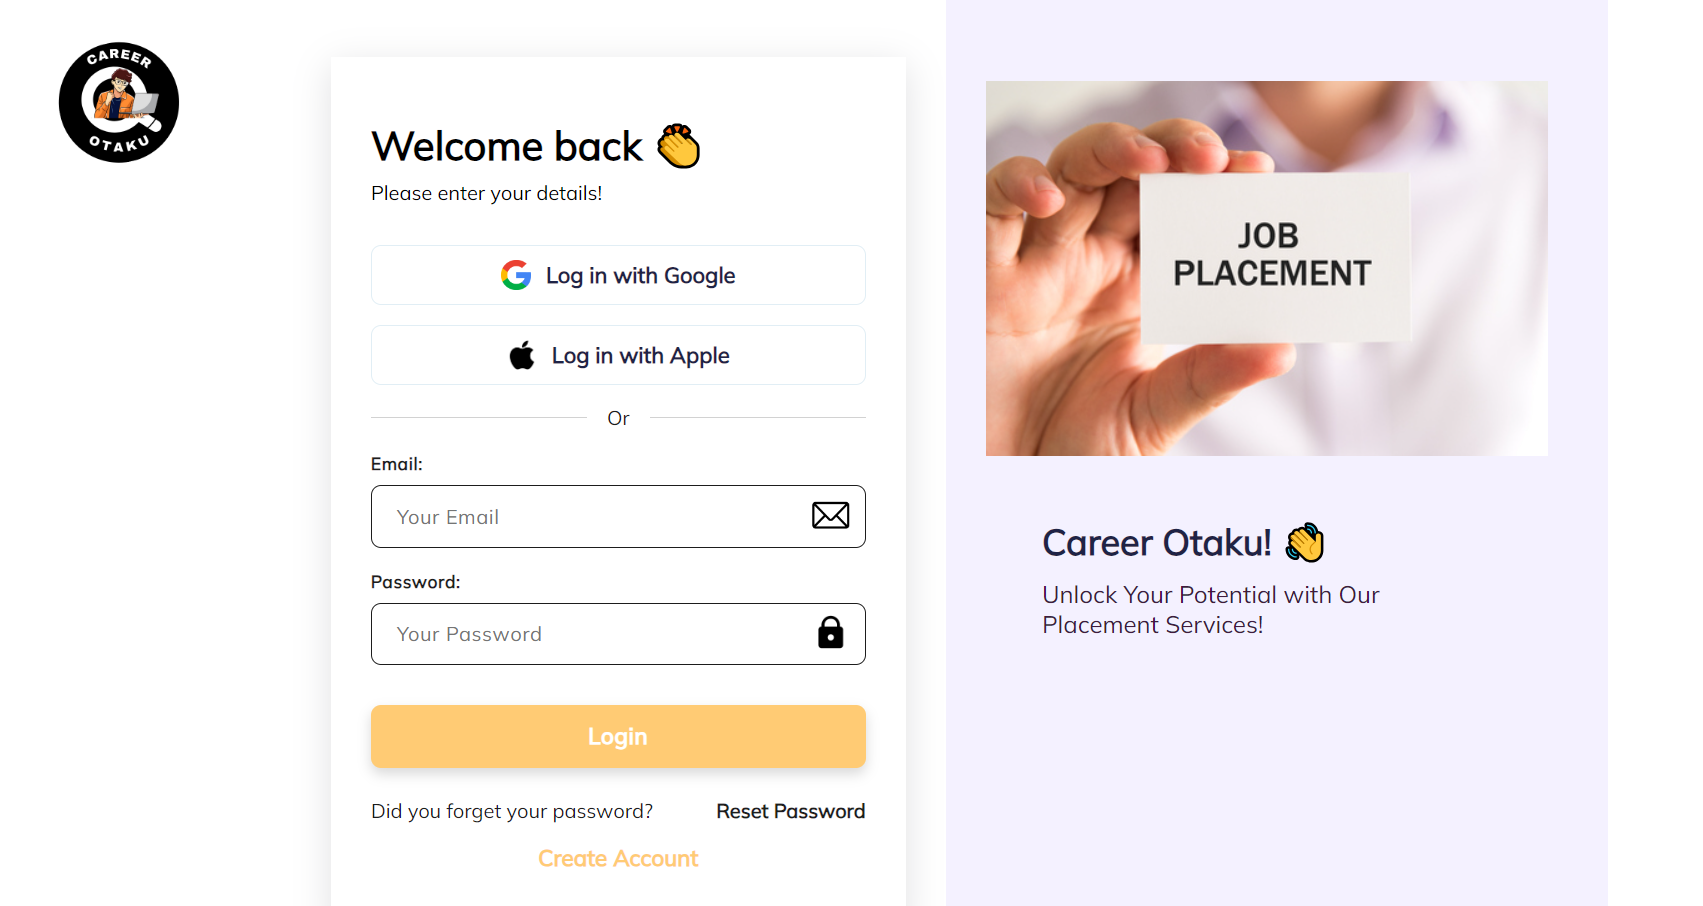 CAREER
OTAKU
Welcome back
Please enter your details!
Log in with Google
Log in with Apple
Or
Email:
Your Email
Password:
Your Password
Login
Did you forget your password? Reset Password
Create Account
JOB
PLACEMENT
Career Otaku!
Unlock Your Potential with Our
Placement Services!